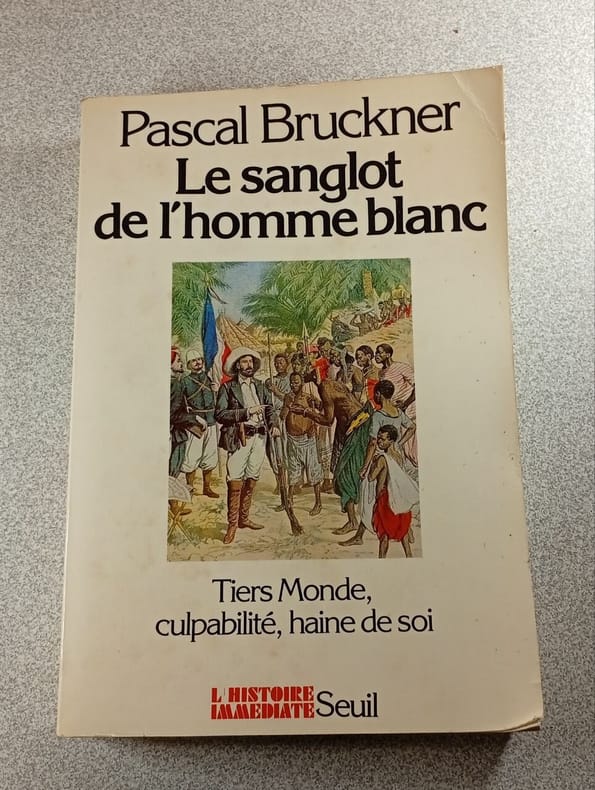 Pascal Bruckner
Le sanglot
de l'homme blanc
Tiers Monde,
culpabilité, haine de soi
L'HISTOIRE
IMMEDIATE Seuil